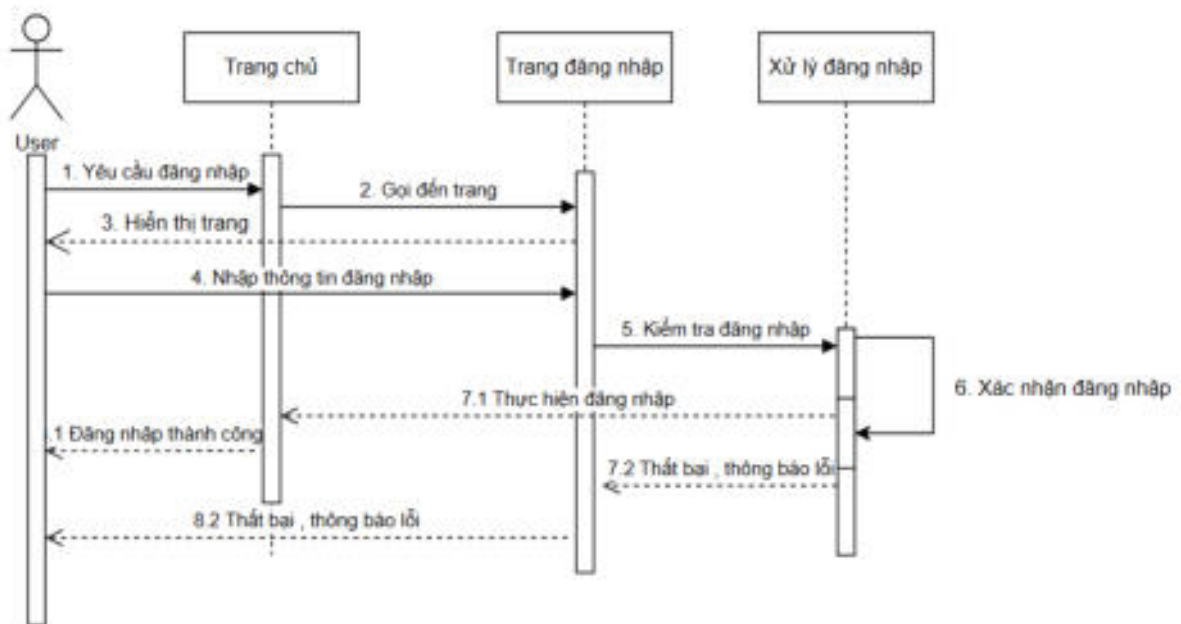 Trang chủ
Trang đăng nhập
Xử lý đăng nhập
User
1. Yêu cầu đăng nhập
2. Gọi đến trang
3. Hiển thị trang
4. Nhập thông tin đăng nhập
5. Kiểm tra đăng nhập
6. Xác nhận đăng nhập
7.1 Thực hiện đăng nhập
.1 Đăng nhập thành công
7.2 Thất bại , thông báo lỗi
8.2 Thất bại , thông báo lỗi